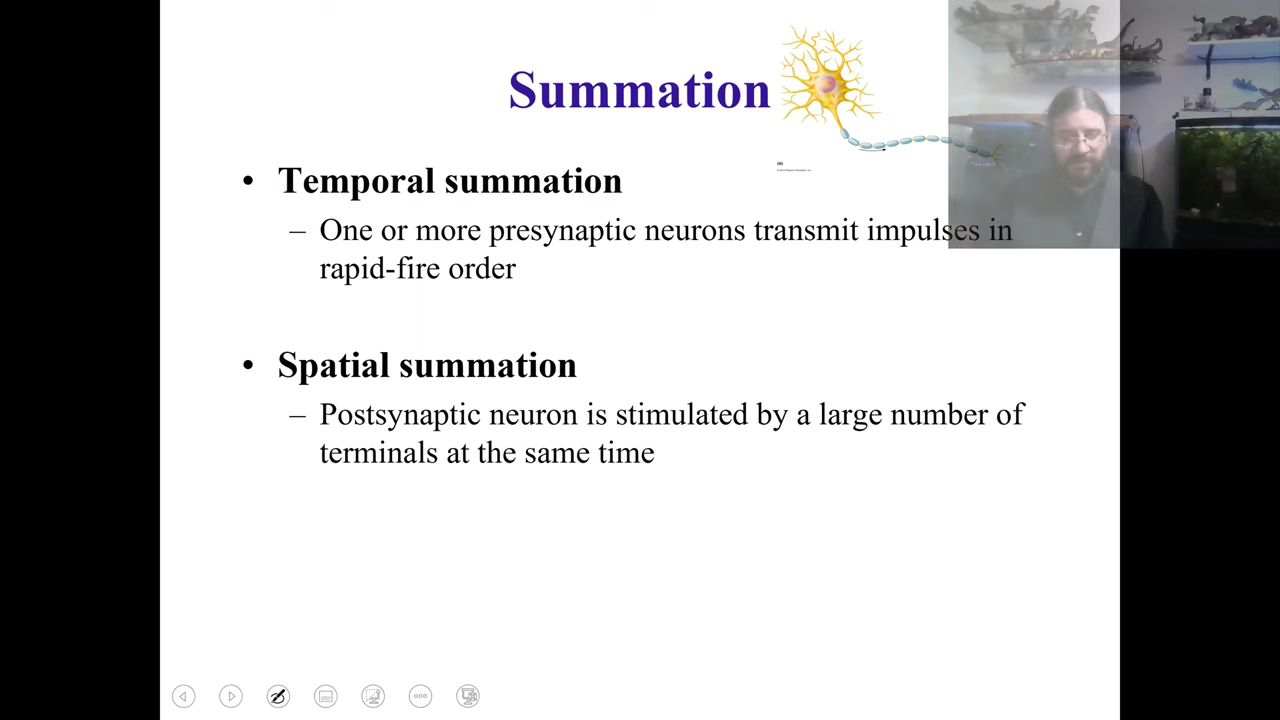 Summation
• Temporal summation
– One or more presynaptic neurons transmit impulses in
rapid-fire order
• Spatial summation
– Postsynaptic neuron is stimulated by a large number of
terminals at the same time